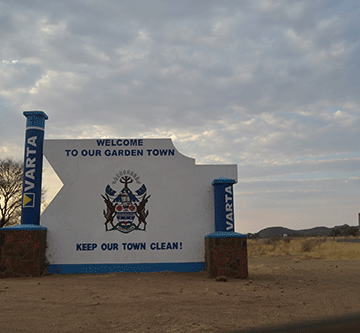 WELCOME
TO OUR GARDEN TOWN
VARTA
VARTA
KEEP OUR TOWN CLEAN!